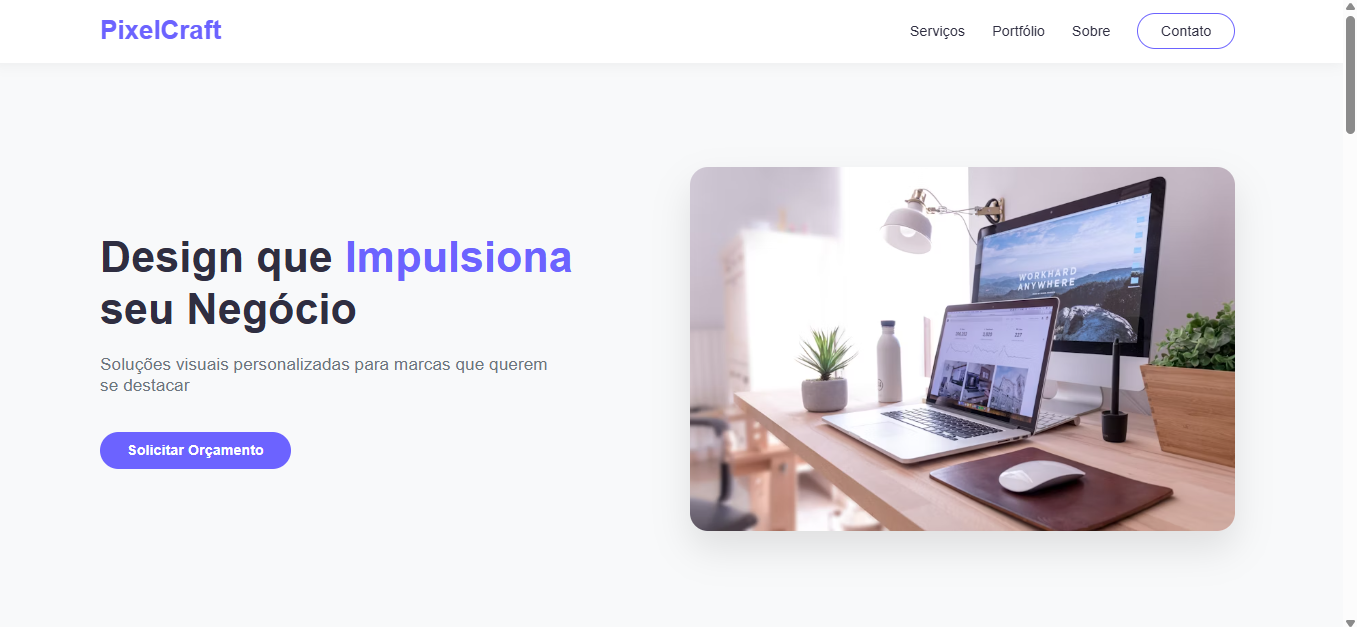 PixelCraft
Serviços
Portfólio
Sobre
Contato
Design que Impulsiona
seu Negócio
Soluções visuais personalizadas para marcas que querem
se destacar
Solicitar Orçamento
WORKHARD
ANYWHERE